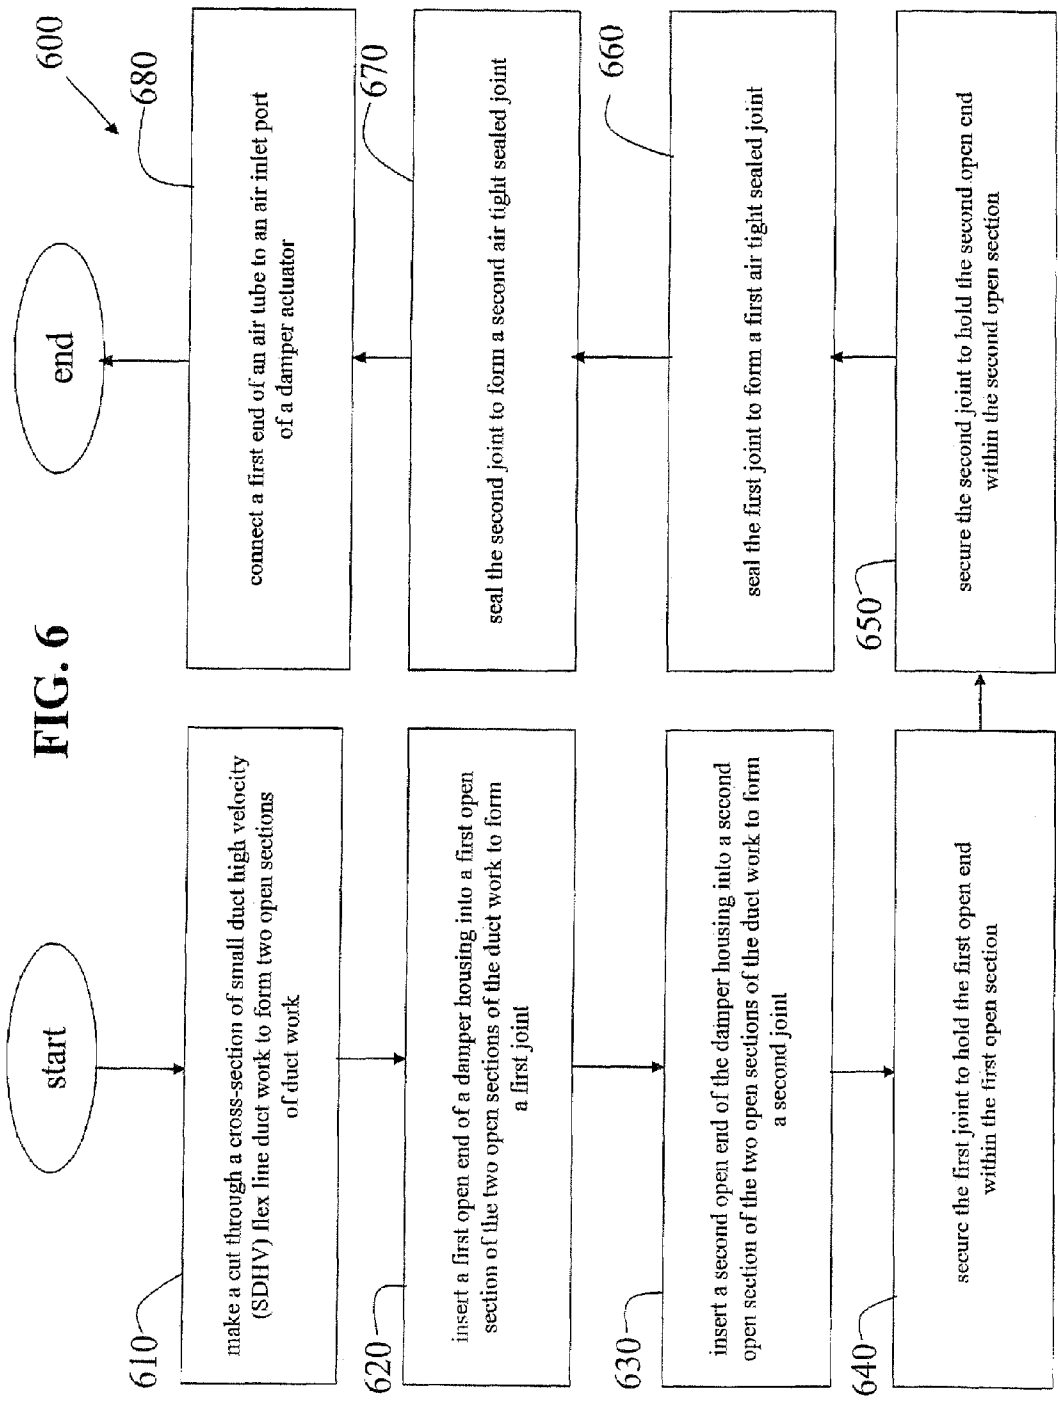 FIG. 6
600
start
610
make a cut through a cross-section of small duct high velocity
(SDHV) flex line duct work to form two open sections
of duct work
620
insert a first open end of a damper housing into a first open
section of the two open sections of the duct work to form
a first joint
630
insert a second open end of the damper housing into a second
open section of the two open sections of the duct work to form
a second joint
640
secure the first joint to hold the first open end
within the first open section
650
secure the second joint to hold the second open end
within the second open section
660
seal the first joint to form a first air tight sealed joint
670
seal the second joint to form a second air tight sealed joint
680
connect a first end of an air tube to an air inlet port
of a damper actuator
end